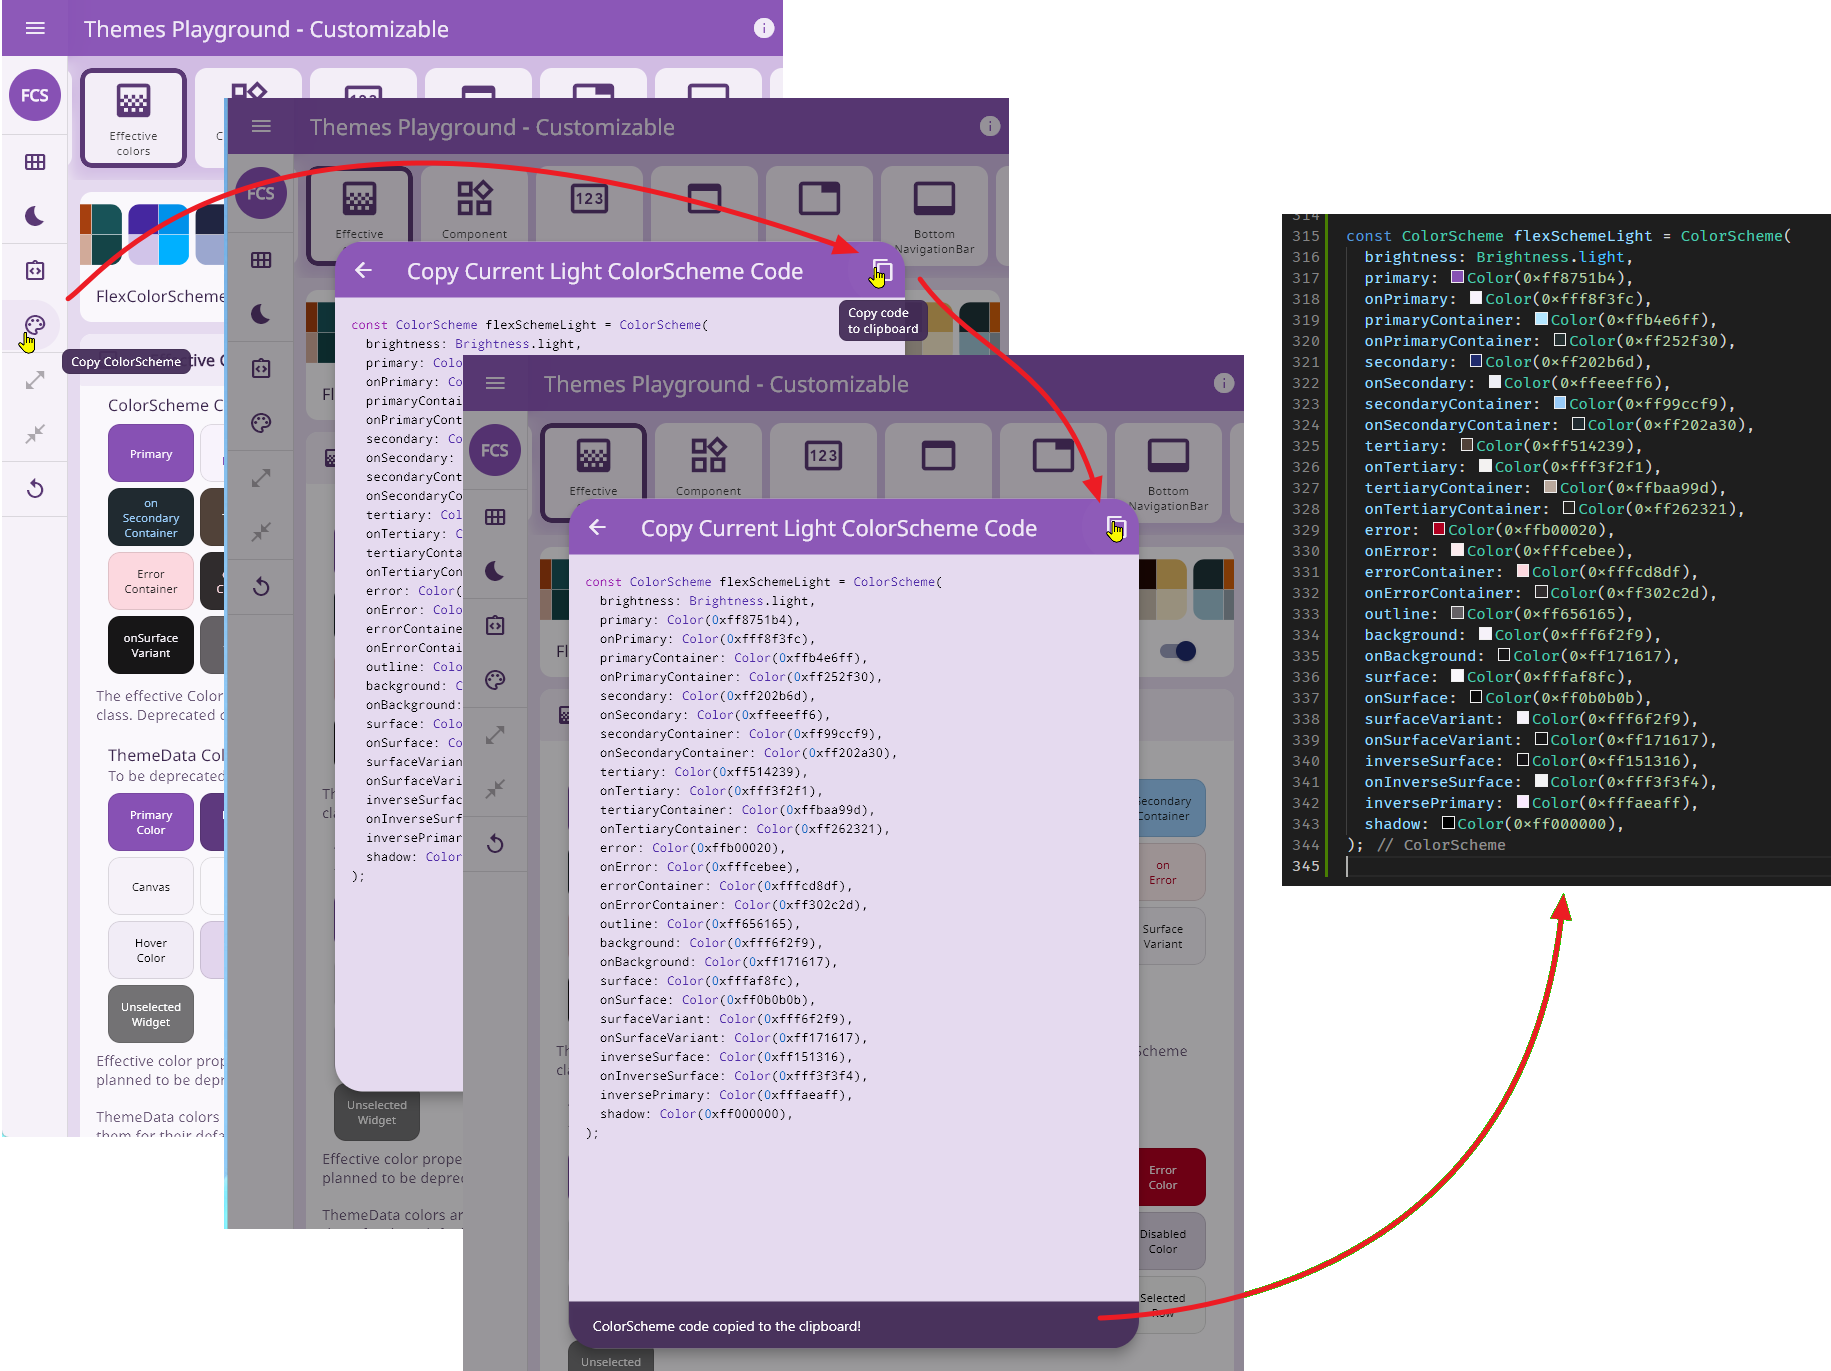 Themes Playground - Customizable
FCS
Effective
colors
FlexColorScheme
Copy ColorScheme
ColorScheme C
Primary
on
Secondary
Container
Error
Container
onSurface
Variant
The effective Color
class. Deprecated
ThemeData Col
To be deprecated
Primary
Color
Canvas
Hover
Color
Unselected
Widget
Effective color prop
planned to be depr
ThemeData colors
them for their defa
Themes Playground - Customizable
FCS
Effective
Component
123
Bottom
NavigationBar
Copy Current Light ColorScheme Code
Copy code
to clipboard
const ColorScheme flexSchemeLight = ColorScheme(
brightness: Brightness.light,
primary: Colo
onPrimary: Co
primaryContai
onPrimaryCont
secondary: Co
onSecondary:
secondaryCont
onSecondaryCo
tertiary: Col
onTertiary: C
tertiaryConta
onTertiaryCon
error: Color(
onError: Colo
errorContaine
onErrorContai
outline: Colo
background: C
onBackground:
surface: Colo
onSurface: Co
surfaceVarian
onSurfaceVari
inverseSurfac
onInverseSurf
inversePrimar
shadow: Color
);
Unselected
Widget
Effective color prope
planned to be deprec
ThemeData colors ar
Themes Playground - Customizable
FCS
Effective
Component
123
Bottom
NavigationBar
Copy Current Light ColorScheme Code
const ColorScheme flexSchemeLight = ColorScheme(
brightness: Brightness.light,
primary: Color(0xff8751b4),
onPrimary: Color(0xfff8f3fc),
primaryContainer: Color(0xffb4e6ff),
onPrimaryContainer: Color(0xff252f30),
secondary: Color(0xff202b6d),
onSecondary: Color(0xffeeeff6),
secondaryContainer: Color(0xff99ccf9),
onSecondaryContainer: Color(0xff202a30),
tertiary: Color(0xff514239),
onTertiary: Color(0xfff3f2f1),
tertiaryContainer: Color(0xffbaa99d),
onTertiaryContainer: Color(0xff262321),
error: Color(0xffb00020),
onError: Color(0xfffcebee),
errorContainer: Color(0xfffcd8df),
onErrorContainer: Color(0xff302c2d),
outline: Color(0xff656165),
background: Color(0xfff6f2f9),
onBackground: Color(0xff171617),
surface: Color(0xfffaf8fc),
onSurface: Color(0xff0b0b0b),
surfaceVariant: Color(0xfff6f2f9),
onSurfaceVariant: Color(0xff171617),
inverseSurface: Color(0xff151316),
onInverseSurface: Color(0xfff3f3f4),
inversePrimary: Color(0xfffaeaff),
shadow: Color(0xff000000),
);
ColorScheme code copied to the clipboard!
Secondary
Container
on
Error
Surface
Variant
Scheme
Error
Color
Disabled
Color
Selected
Row
Unselected
314
315 const ColorScheme flexSchemeLight = ColorScheme(
316 brightness: Brightness.light,
317 primary: Color(0xff8751b4),
318 onPrimary: Color(0xfff8f3fc),
319 primaryContainer: Color(0xffb4e6ff),
320 onPrimaryContainer: Color(0xff252f30),
321 secondary: Color(0xff202b6d),
322 onSecondary: Color(0xffeeeff6),
323 secondaryContainer: Color(0xff99ccf9),
324 onSecondaryContainer: Color(0xff202a30),
325 tertiary: Color(0xff514239),
326 onTertiary: Color(0xfff3f2f1),
327 tertiaryContainer: Color(0xffbaa99d),
328 onTertiaryContainer: Color(0xff262321),
329 error: Color(0xffb00020),
330 onError: Color(0xfffcebee),
331 errorContainer: Color(0xfffcd8df),
332 onErrorContainer: Color(0xff302c2d),
333 outline: Color(0xff656165),
334 background: Color(0xfff6f2f9),
335 onBackground: Color(0xff171617),
336 surface: Color(0xfffaf8fc),
337 onSurface: Color(0xff0b0b0b),
338 surfaceVariant: Color(0xfff6f2f9),
339 onSurfaceVariant: Color(0xff171617),
340 inverseSurface: Color(0xff151316),
341 onInverseSurface: Color(0xfff3f3f4),
342 inversePrimary: Color(0xfffaeaff),
343 shadow: Color(0xff000000),
344 ); // ColorScheme
345